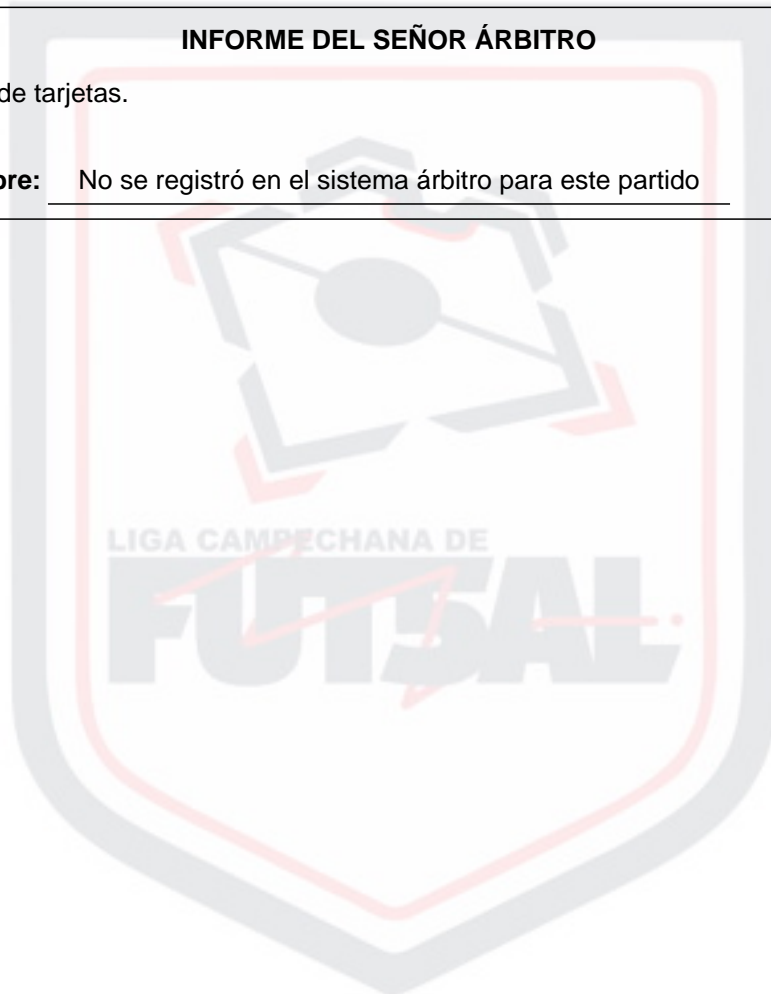 INFORME DEL SEÑOR ÁRBITRO
de tarjetas.
bre: No se registró en el sistema árbitro para este partido
LIGA CAMPECHANA DE
FUTSAL